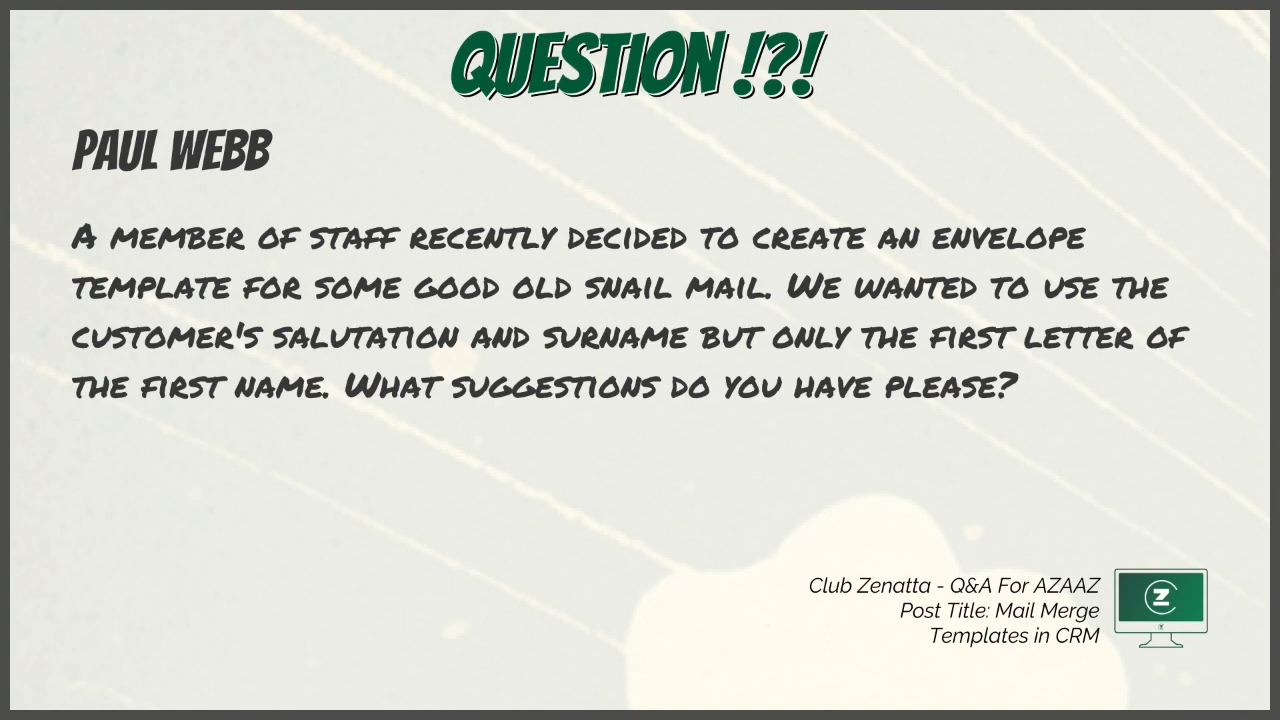 QUESTION !?!
PAUL WEBB
A MEMBER OF STAFF RECENTLY DECIDED TO CREATE AN ENVELOPE
TEMPLATE FOR SOME GOOD OLD SNAIL MAIL. WE WANTED TO USE THE
CUSTOMER'S SALUTATION AND SURNAME BUT ONLY THE FIRST LETTER OF
THE FIRST NAME. WHAT SUGGESTIONS DO YOU HAVE PLEASE?
Club Zenatta - Q&A For AZAAZ
Post Title: Mail Merge
Templates in CRM
Z